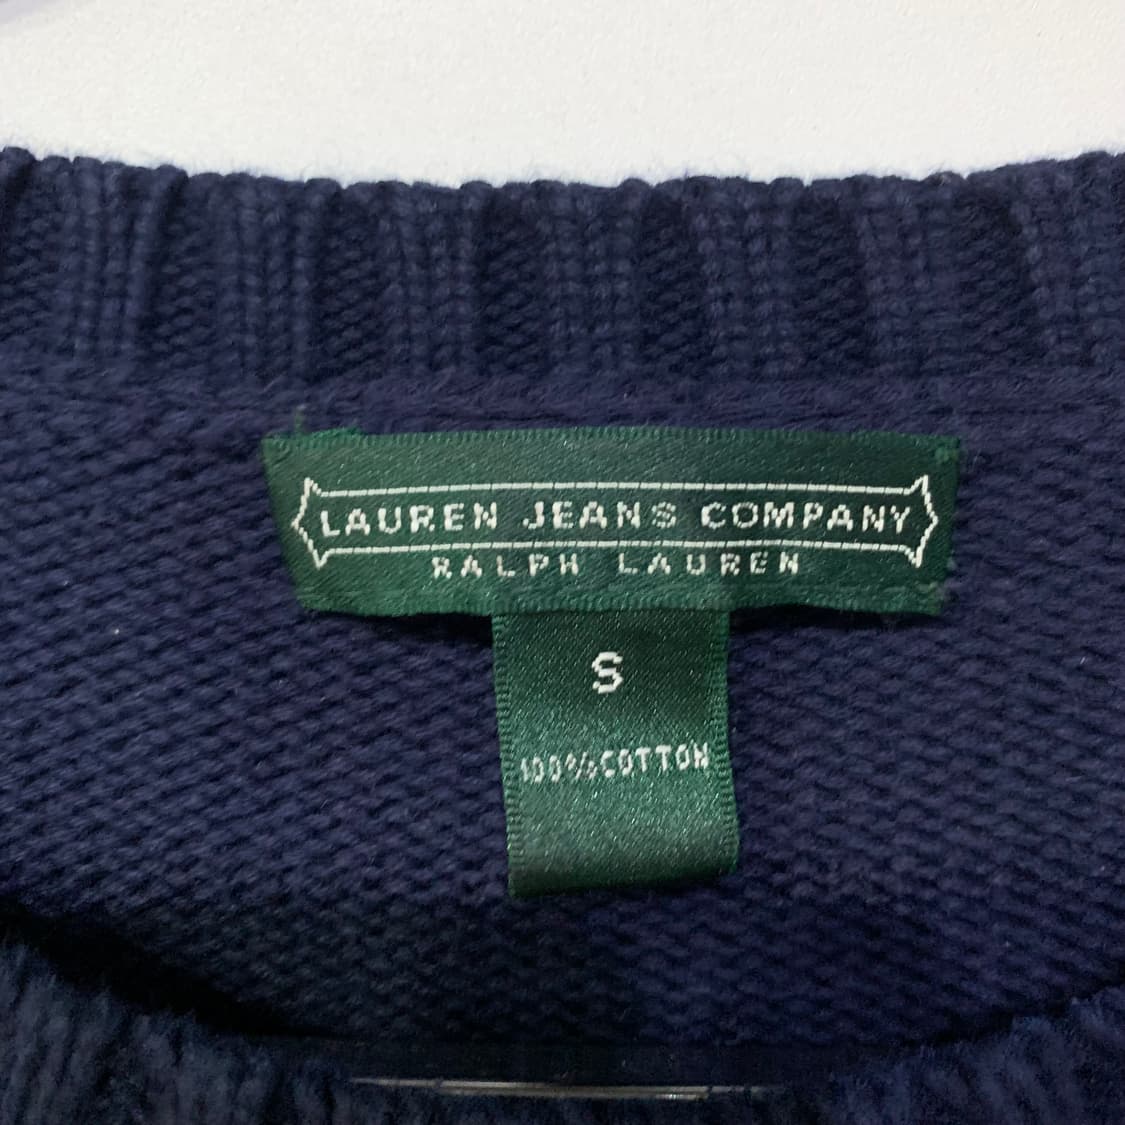 LAUREN JEANS COMPANY
RALPH LAUREN
S
100%COTTON